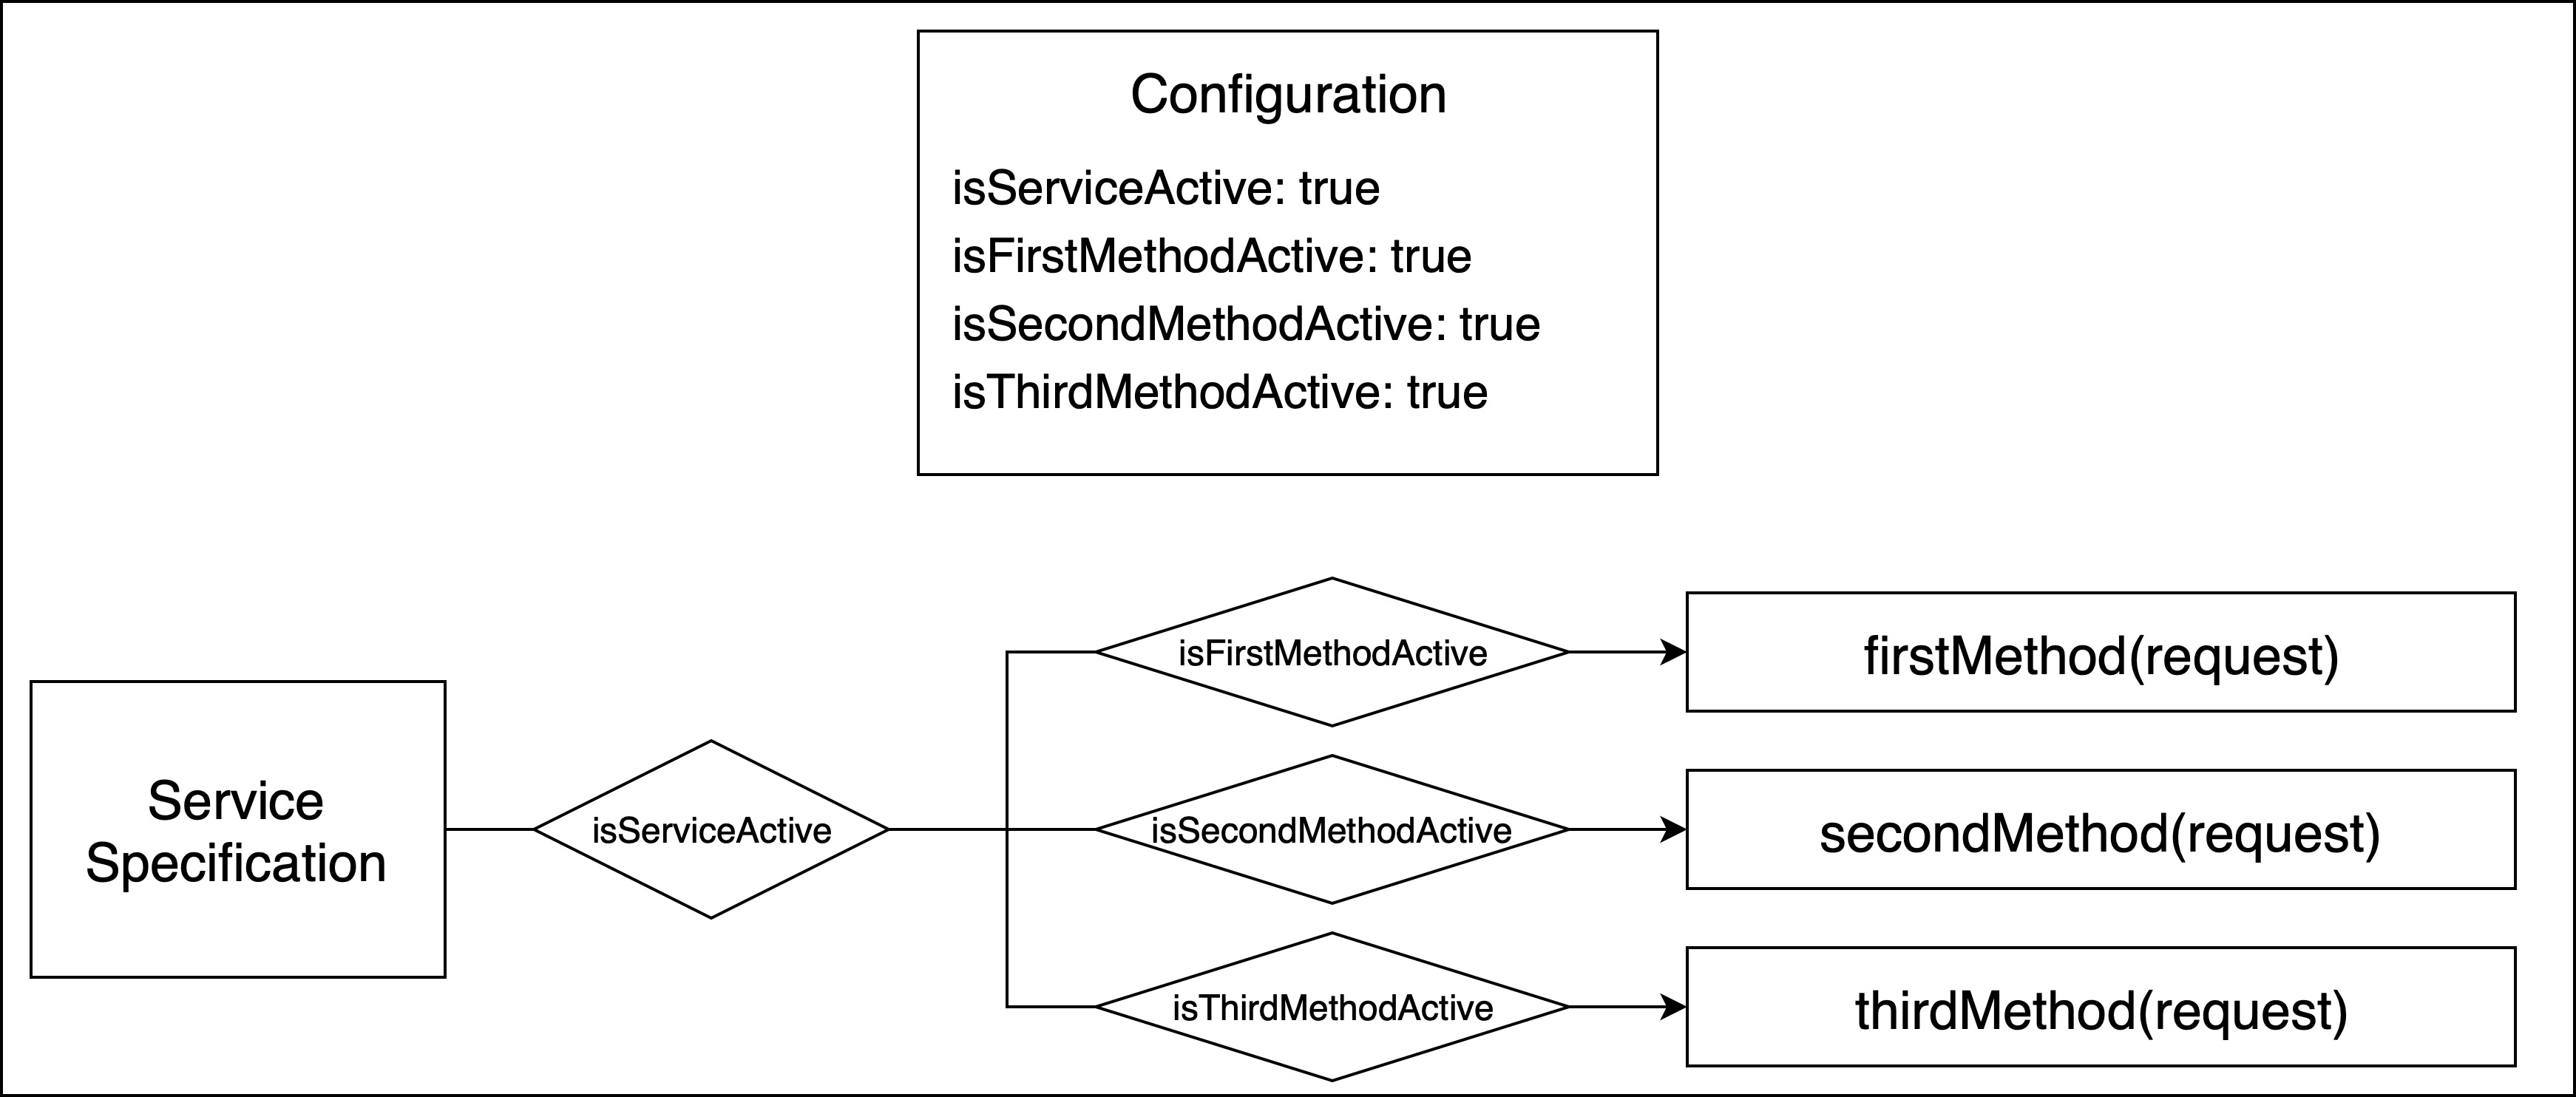 Configuration
isServiceActive: true
isFirstMethodActive: true
isSecondMethodActive: true
isThirdMethodActive: true
Service
Specification
isServiceActive
isFirstMethodActive
firstMethod(request)
isSecondMethodActive
secondMethod(request)
isThirdMethodActive
thirdMethod(request)